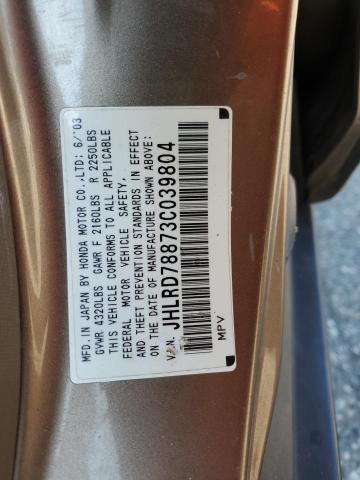 MFD. IN JAPAN BY HONDA MOTOR CO.,LTD: 6/'03
GVWR 4320LBS GAWR F 2160LBS R 2250LBS
THIS VEHICLE CONFORMS TO ALL APPLICABLE
FEDERAL MOTOR VEHICLE SAFETY,
AND THEFT PREVENTION STANDARDS IN EFFECT
ON THE DATE OF MANUFACTURE SHOWN ABOVE:
V.I.N. JHLRD78873C039804
MPV